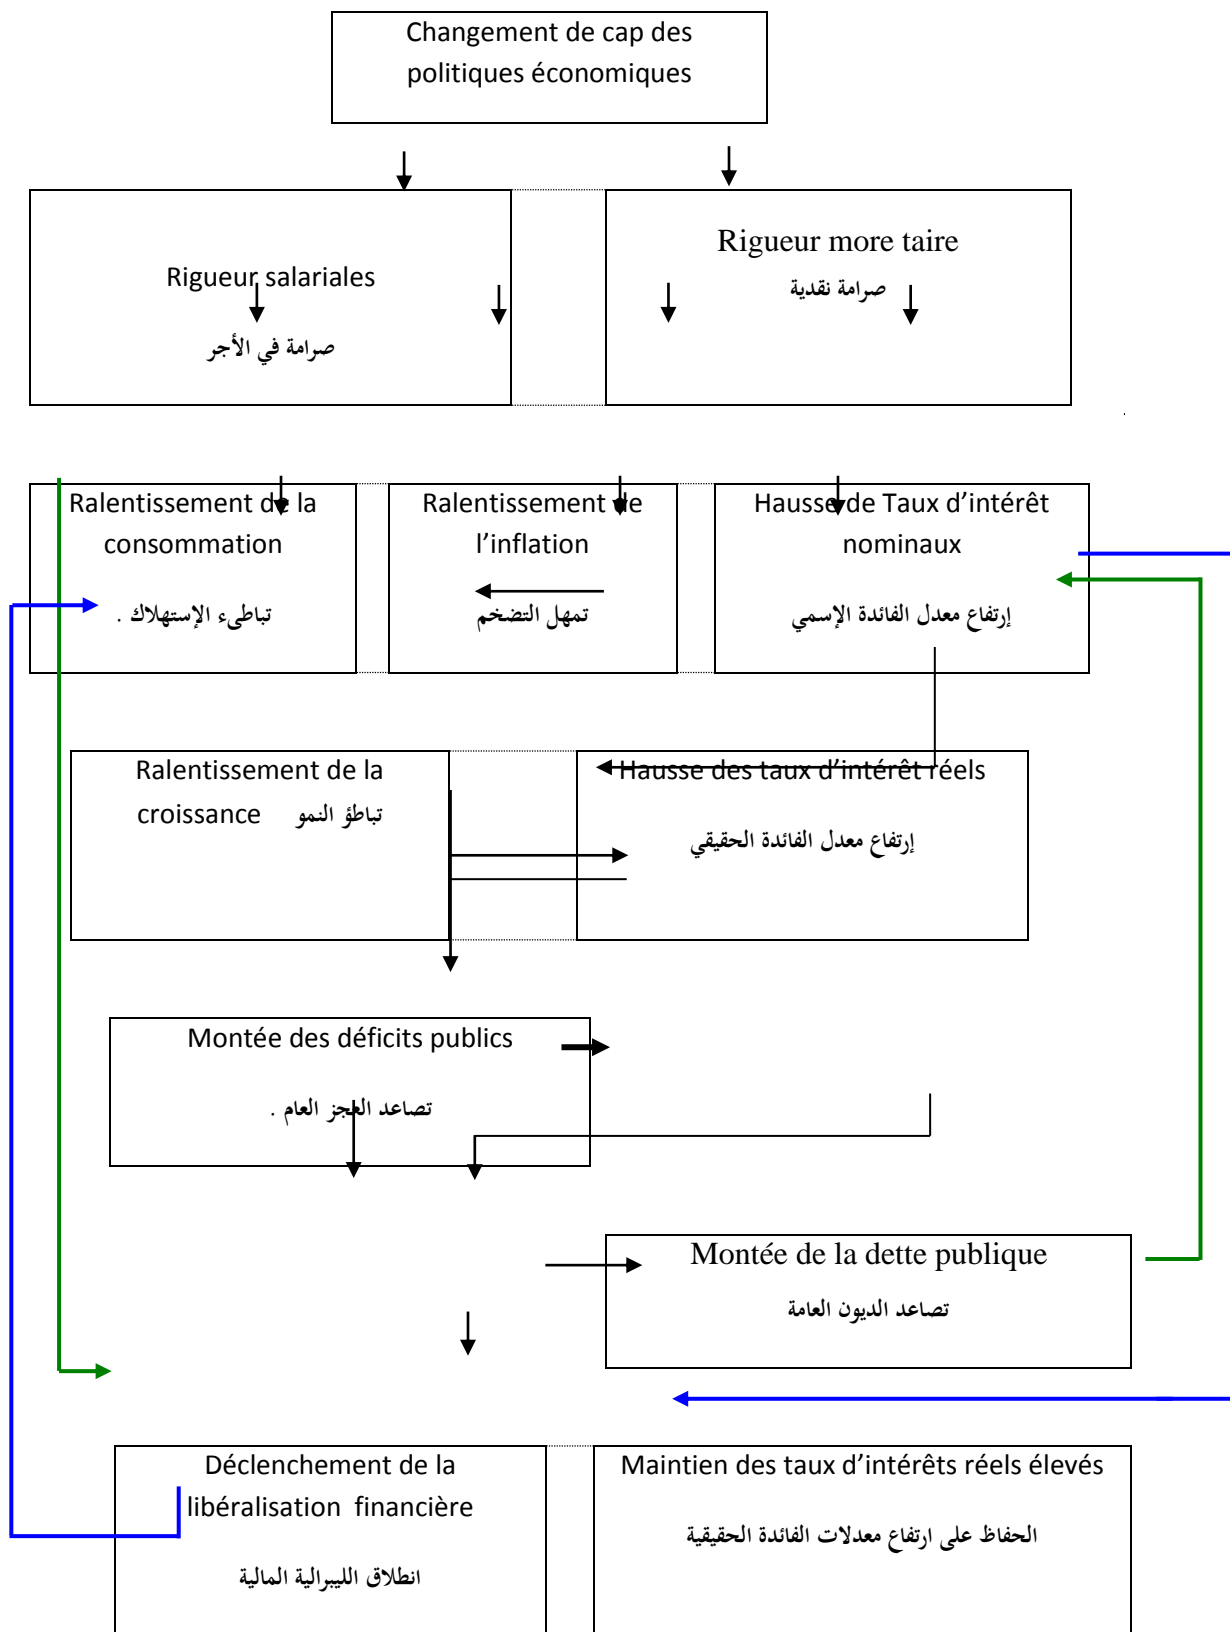 Changement de cap des
politiques économiques
Rigueur salariales
صرامة في الأجر
Rigueur more taire
صرامة نقدية
Ralentissement de la
consommation
تباطىء الإستهلاك .
Ralentissement de
l’inflation
تمهل التضخم
Hausse de Taux d’intérêt
nominaux
إرتفاع معدل الفائدة الإسمي
Ralentissement de la
croissance تباطؤ النمو
Hausse des taux d’intérêt réels
إرتفاع معدل الفائدة الحقيقي
Montée des déficits publics
تصاعد العجز العام .
Montée de la dette publique
تصاعد الديون العامة
Déclenchement de la
libéralisation financière
انطلاق الليبرالية المالية
Maintien des taux d’intérêts réels élevés
الحفاظ على ارتفاع معدلات الفائدة الحقيقية